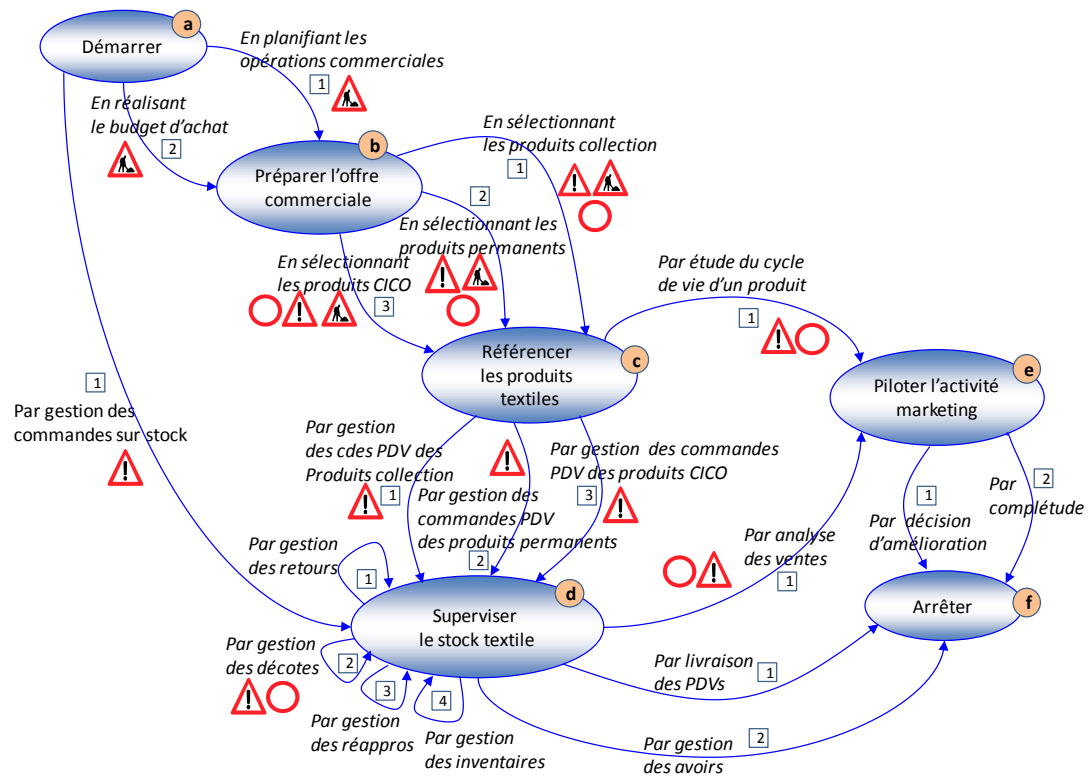 a
Démarrer
En planifiant les
opérations commerciales
1
En réalisant
le budget d'achat
2
b
Préparer l'offre
commerciale
En sélectionnant
les produits collection
1
2
En sélectionnant les
produits permanents
En sélectionnant
les produits CICO
3
Par étude du cycle
de vie d'un produit
1
Référencer
les produits
textiles
c
e
Piloter l'activité
marketing
1
Par gestion des
commandes sur stock
Par gestion
des cdes PDV des
Produits collection
1
Par gestion des
commandes PDV
des produits permanents
2
Par gestion des commandes
PDV des produits CICO
3
1
Par décision
d'amélioration
2
Par
complétude
Par gestion
des retours
1
Par analyse
des ventes
1
d
Superviser
le stock textile
f
Arrêter
Par gestion
des décotes
2
3
4
Par gestion
des réappros
Par gestion
des inventaires
Par livraison
des PDVs
1
Par gestion
des avoirs
2